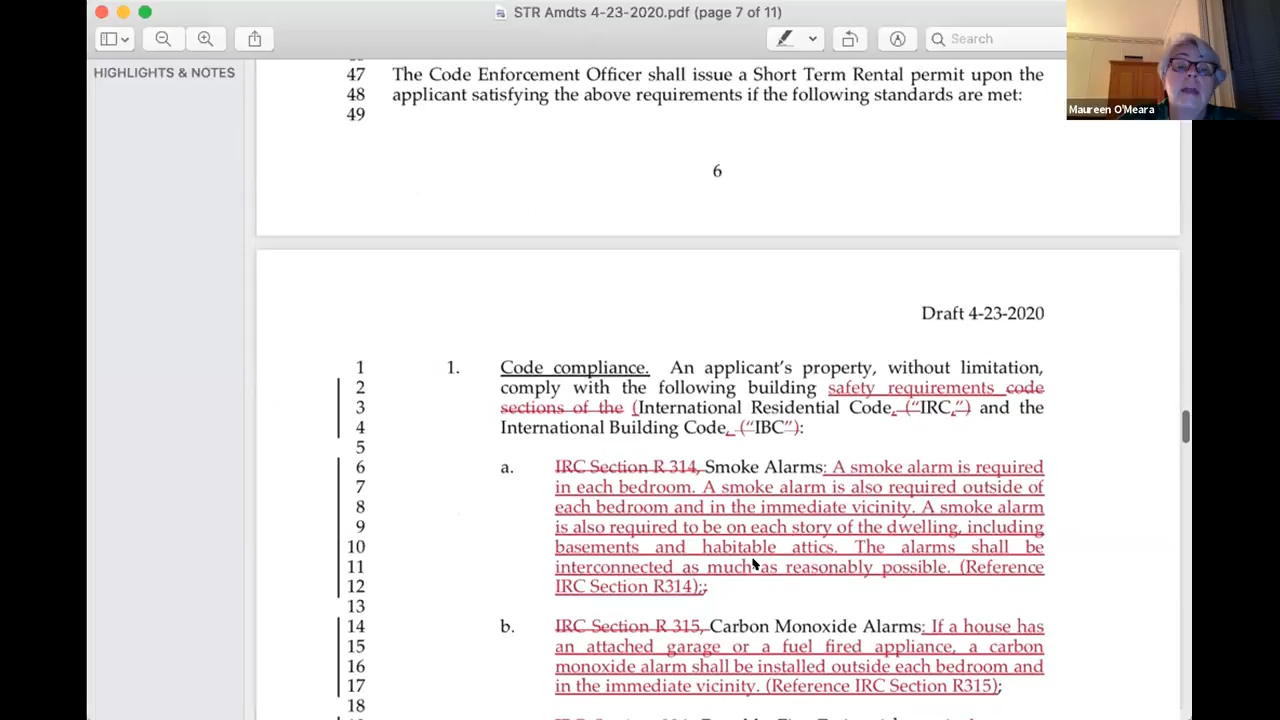 STR Amdts 4-23-2020.pdf (page 7 of 11)
Search
HIGHLIGHTS & NOTES
Maureen O'Meara
47 The Code Enforcement Officer shall issue a Short Term Rental permit upon the
48 applicant satisfying the above requirements if the following standards are met:
49
6
Draft 4-23-2020
1 1. Code compliance. An applicant's property, without limitation,
2 comply with the following building safety requirements code
3 sections of the (International Residential Code, ("IRC,") and the
4 International Building Code, ("IBC"):
5
6 a. IRC Section R 314, Smoke Alarms: A smoke alarm is required
7 in each bedroom. A smoke alarm is also required outside of
8 each bedroom and in the immediate vicinity. A smoke alarm
9 is also required to be on each story of the dwelling, including
10 basements and habitable attics. The alarms shall be
11 interconnected as much as reasonably possible. (Reference
12 IRC Section R314);;
13
14 b. IRC Section R 315, Carbon Monoxide Alarms: If a house has
15 an attached garage or a fuel fired appliance, a carbon
16 monoxide alarm shall be installed outside each bedroom and
17 in the immediate vicinity. (Reference IRC Section R315);
18